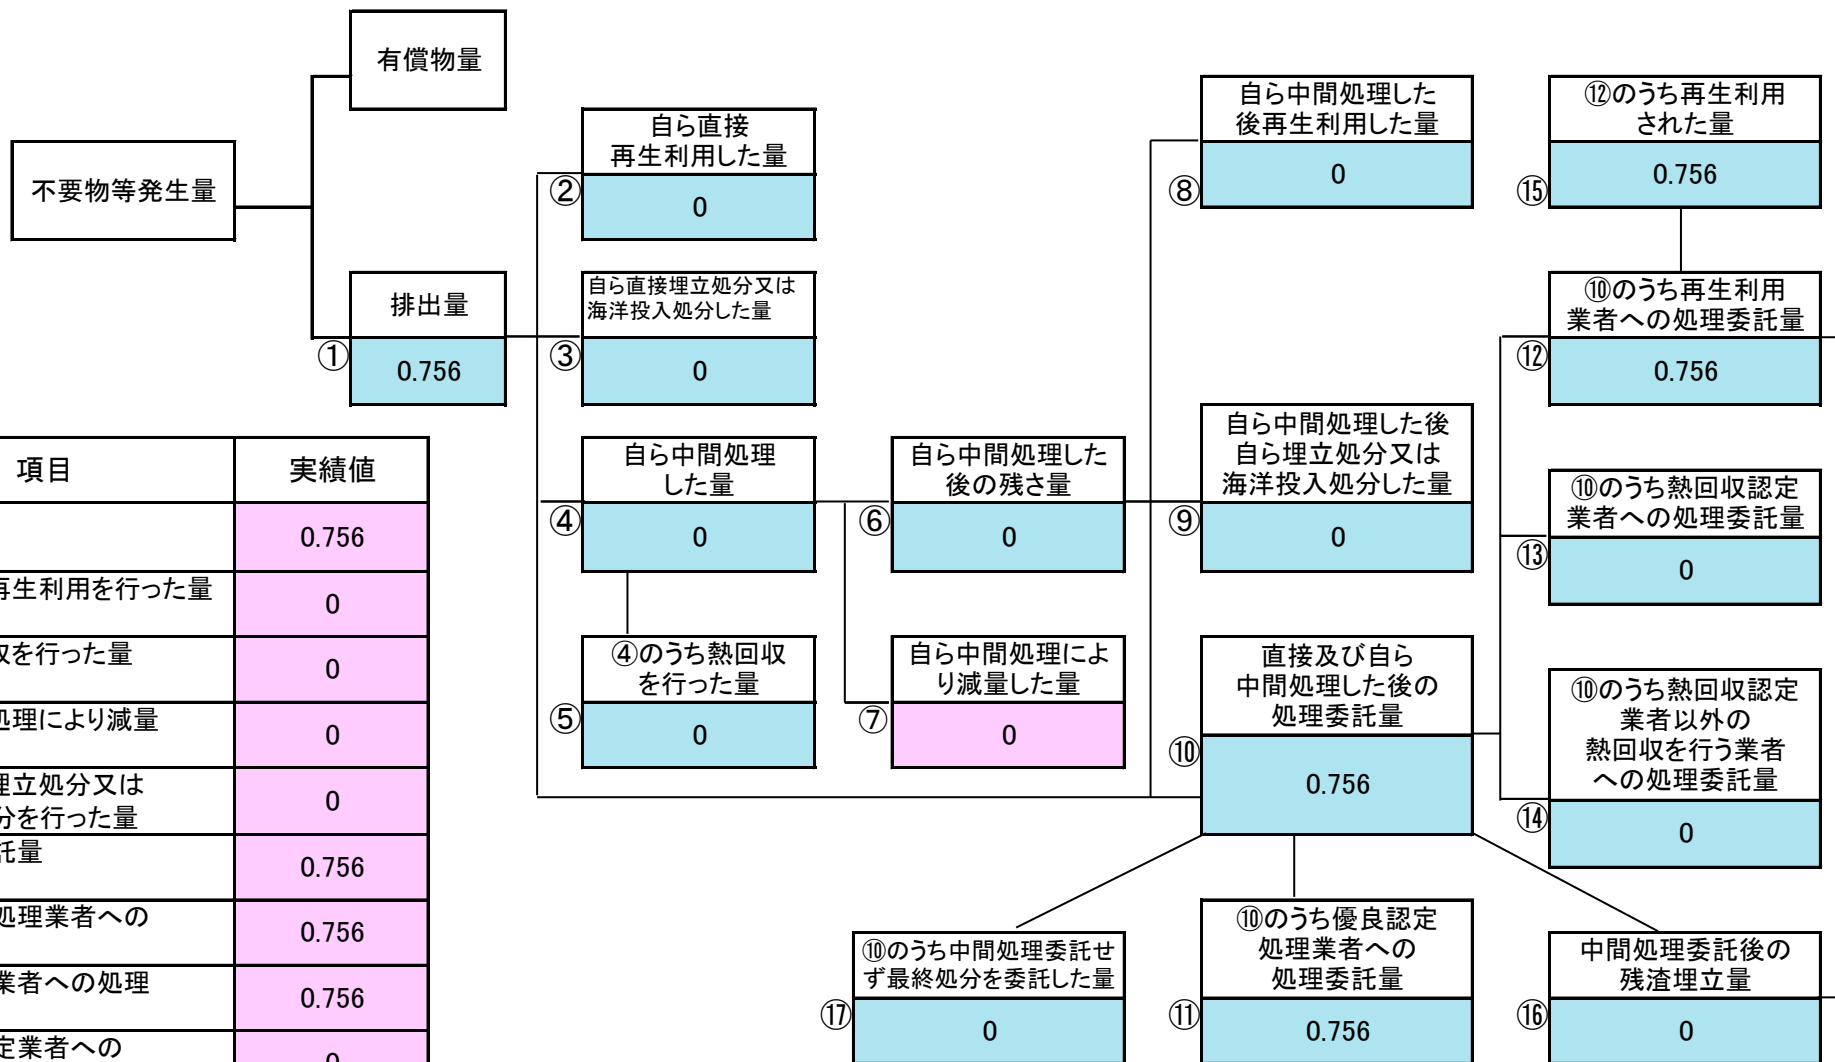 有償物量
不要物等発生量
排出量
①
0.756
自ら直接
再生利用した量
②
0
自ら直接埋立処分又は
海洋投入処分した量
③
0
自ら中間処理
した量
④
0
④のうち熱回収
を行った量
⑤
0
自ら中間処理した
後の残さ量
⑥
0
自ら中間処理によ
り減量した量
⑦
0
自ら中間処理した
後再生利用した量
⑧
0
自ら中間処理した後
自ら埋立処分又は
海洋投入処分した量
⑨
0
直接及び自ら
中間処理した後の
処理委託量
⑩
0.756
⑩のうち優良認定
処理業者への
処理委託量
⑪
0.756
⑫のうち再生利用
された量
⑮
0.756
⑩のうち再生利用
業者への処理委託量
⑫
0.756
⑩のうち熱回収認定
業者への処理委託量
⑬
0
⑩のうち熱回収認定
業者以外の
熱回収を行う業者
への処理委託量
⑭
0
中間処理委託後の
残渣埋立量
⑯
0
⑩のうち中間処理委託せ
ず最終処分を委託した量
⑰
0
項目 実績値
0.756
再生利用を行った量 0
を行った量 0
処理により減量 0
埋立処分又は
分を行った量 0
託量 0.756
処理業者への 0.756
業者への処理 0.756
定業者への 0